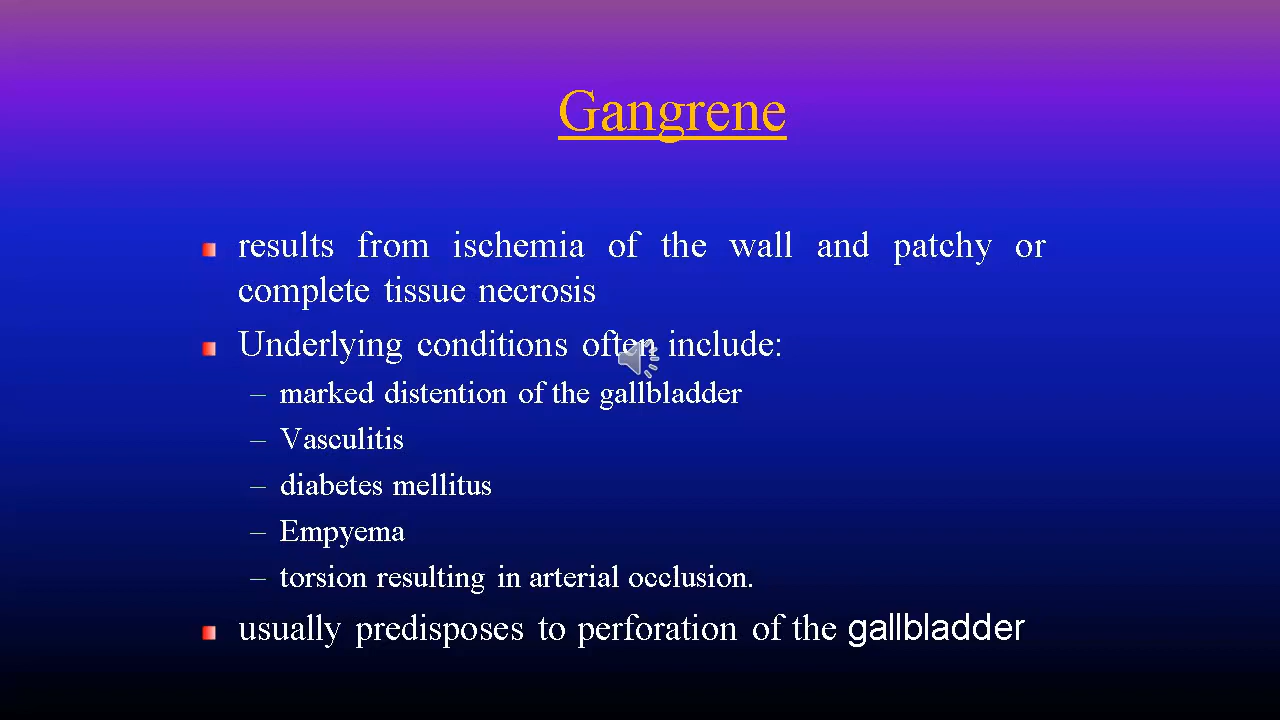 Gangrene
results from ischemia of the wall and patchy or
complete tissue necrosis
Underlying conditions often include:
– marked distention of the gallbladder
– Vasculitis
– diabetes mellitus
– Empyema
– torsion resulting in arterial occlusion.
usually predisposes to perforation of the gallbladder